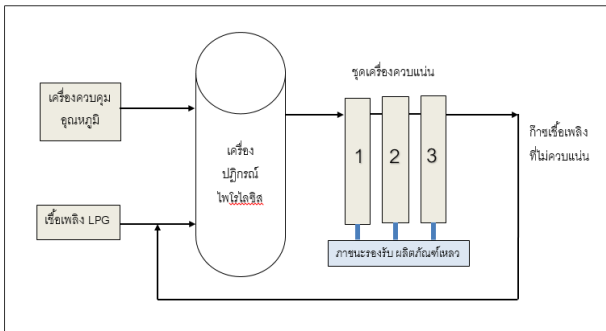 เครื่องควบคุม
อุณหภูมิ
เชื้อเพลิง LPG
เครื่อง
ปฏิกรณ์
ไพโรไลซิส
ชุดเครื่องควบแน่น
1
2
3
ภาชนะรองรับ ผลิตภัณฑ์เหลว
ก๊าซเชื้อเพลิง
ที่ไม่ควบแน่น